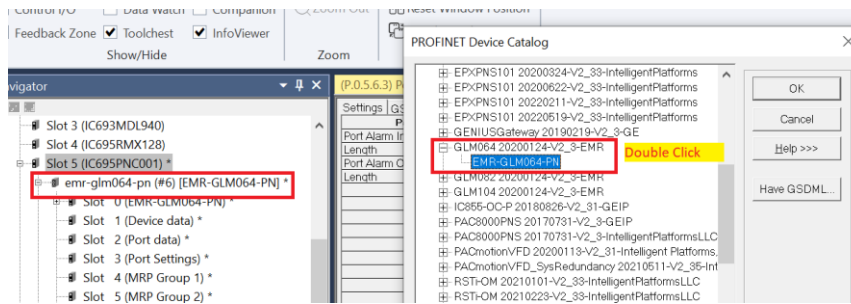 Control I/O
Data Watch
Companion
Zoom Out
Reset Window Position
Feedback Zone
Toolchest
InfoViewer
Show/Hide
Zoom
avigator
(P.0.5.6.3) P
Slot 3 (IC693MDL940)
Slot 4 (IC695RMX128)
Slot 5 (IC695PNC001) *
emr-glm064-pn (#6) [EMR-GLM064-PN] *
Slot 0 (EMR-GLM064-PN) *
Slot 1 (Device data) *
Slot 2 (Port data) *
Slot 3 (Port Settings) *
Slot 4 (MRP Group 1) *
Slot 5 (MRP Group 2) *
Settings
GS
P
Port Alarm In
Length
Port Alarm O
Length
PROFINET Device Catalog
EPXPNS101 20200324-V2_33-IntelligentPlatforms
EPXPNS101 20200622-V2_33-IntelligentPlatforms
EPXPNS101 20220211-V2_33-IntelligentPlatforms
EPXPNS101 20220519-V2_33-IntelligentPlatforms
GENIUSGateway 20190219-V2_3-GE
GLM064 20200124-V2_3-EMR
EMR-GLM064-PN
Double Click
GLM082 20200124-V2_3-EMR
GLM104 20200124-V2_3-EMR
IC855-OC-P 20180826-V2_31-GEIP
PAC8000PNS 20170731-V2_3-GEIP
PAC8000PNS 20170731-V2_3-IntelligentPlatformsLLC
PACmotionVFD 20200113-V2_31-Intelligent Platforms,
PACmotionVFD_SysRedundancy 20210511-V2_35-Int
RSTi-OM 20210101-V2_33-IntelligentPlatformsLLC
RSTi-OM 20210223-V2_33-IntelligentPlatformsLLC
OK
Cancel
Help >>>
Have GSDML...